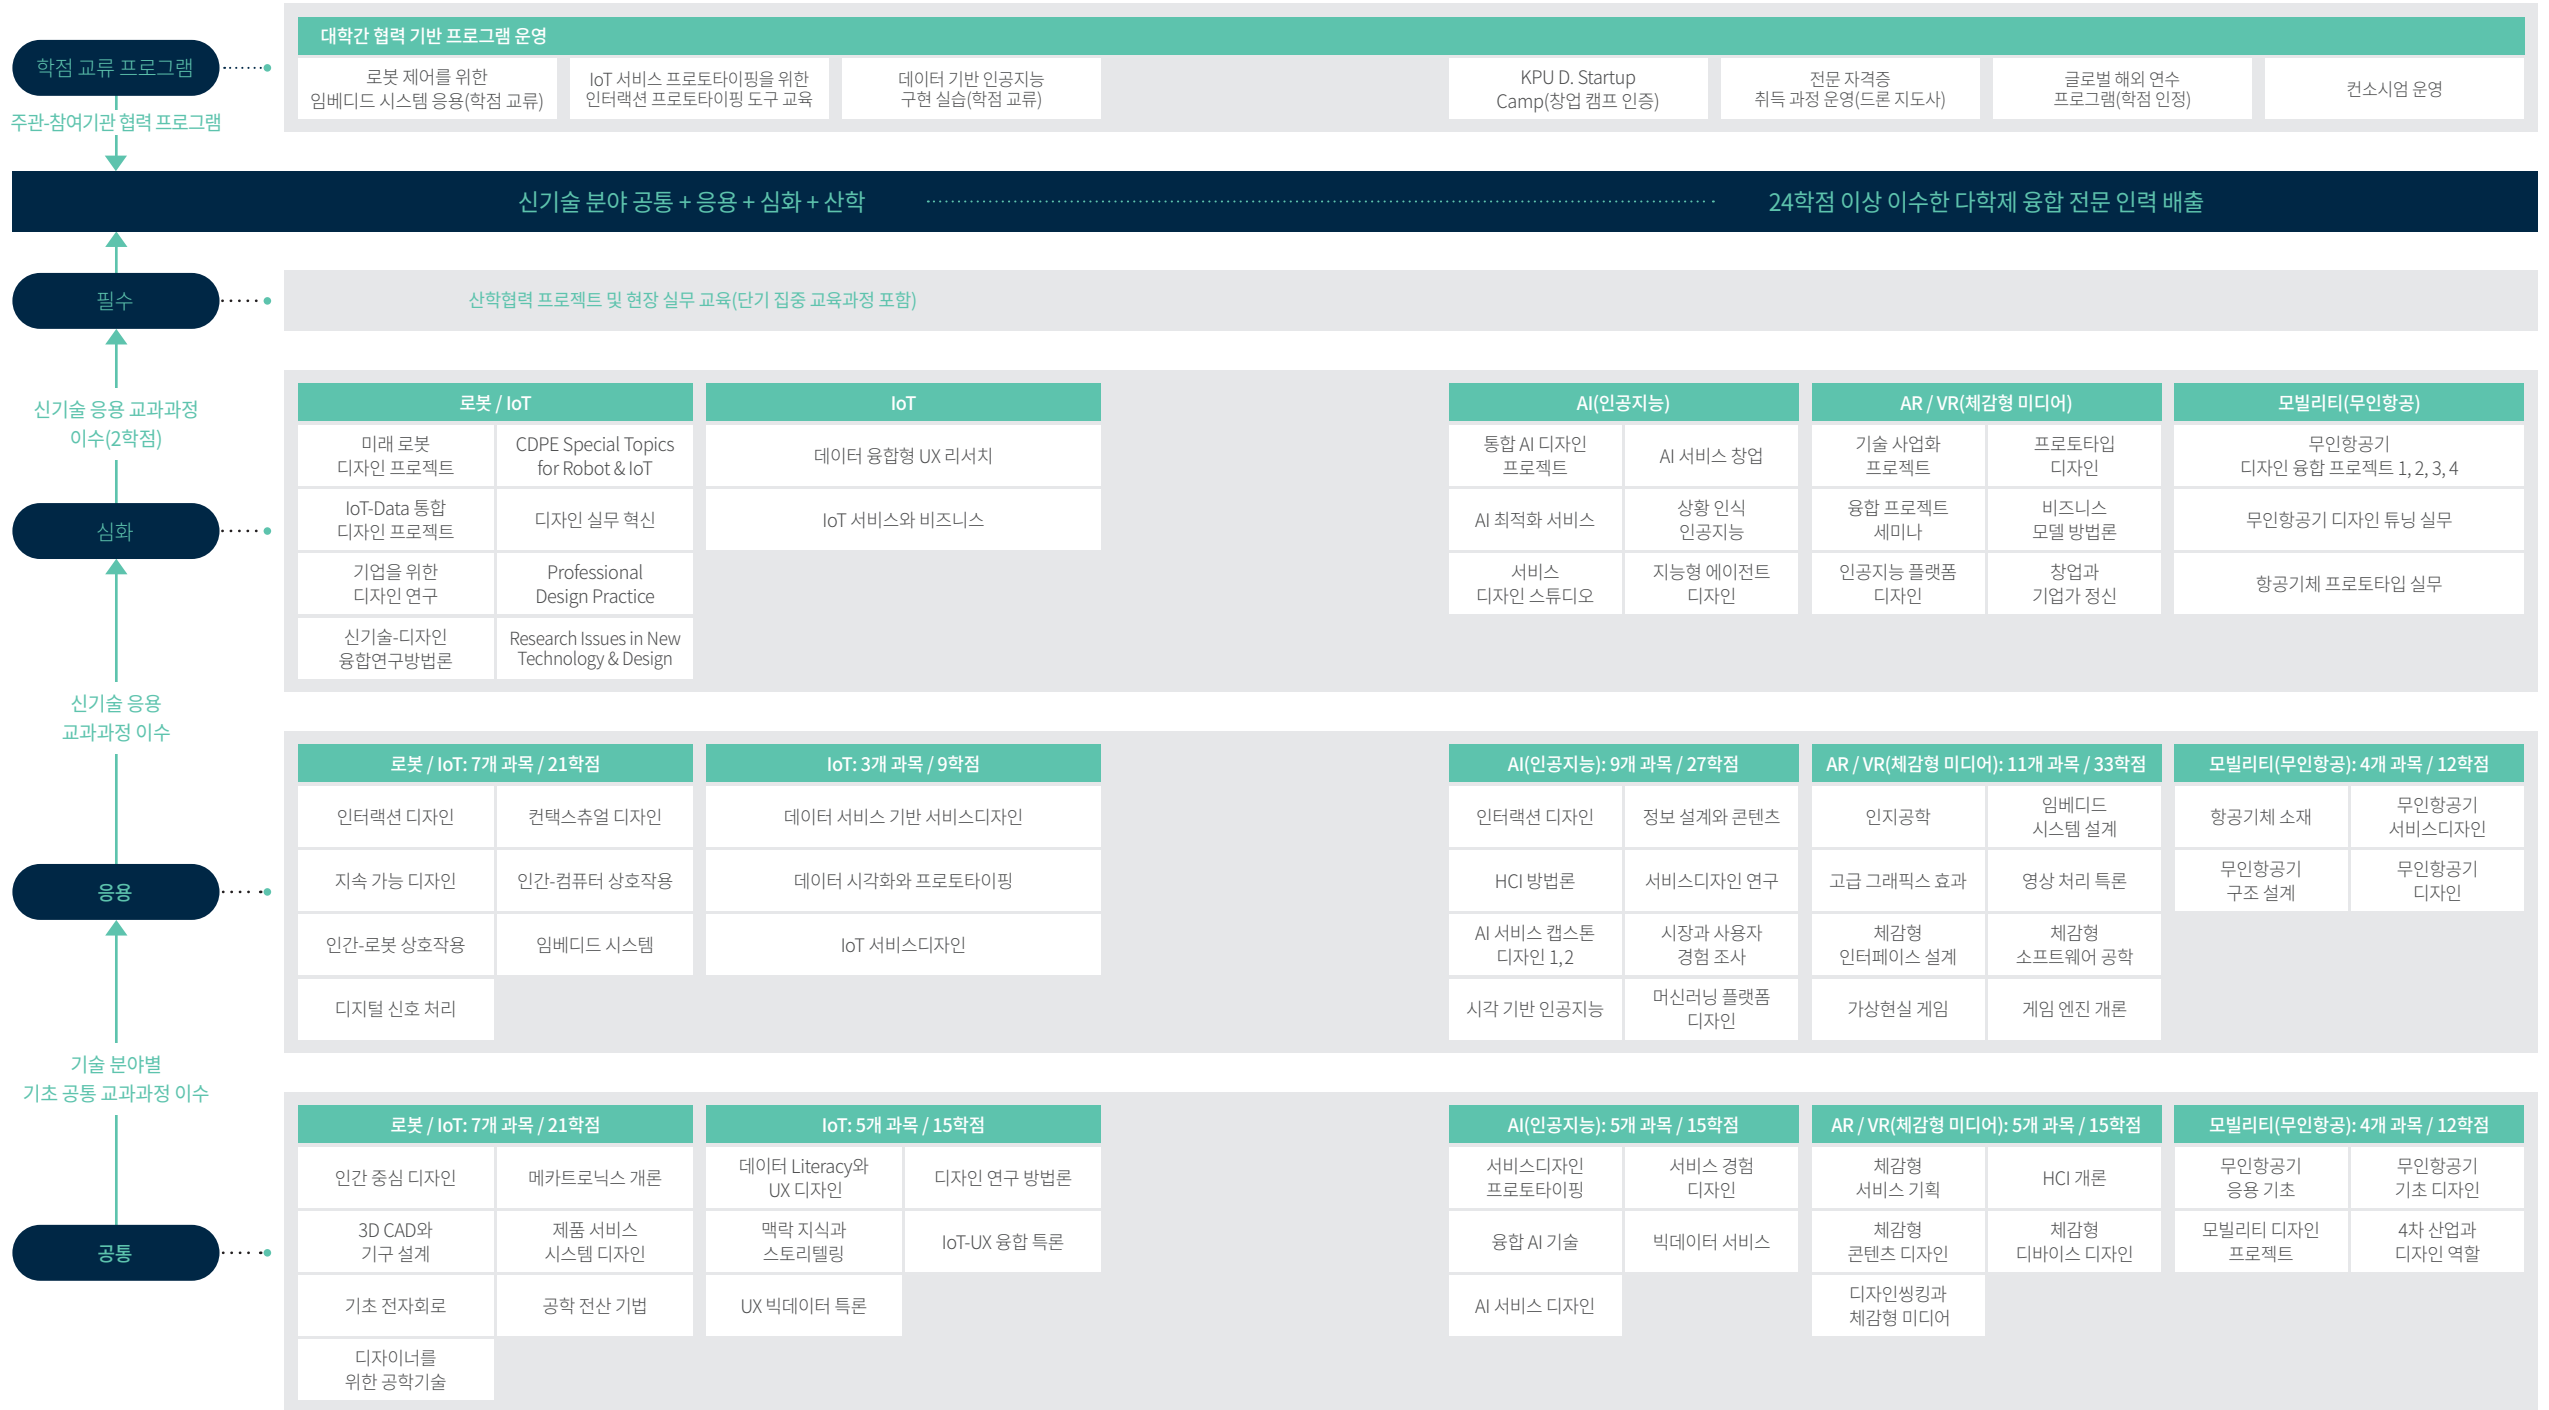 대학간 협력 기반 프로그램 운영
학점 교류 프로그램
로봇 제어를 위한
임베디드 시스템 응용(학점 교류)
IoT 서비스 프로토타이핑을 위한
인터랙션 프로토타이핑 도구 교육
데이터 기반 인공지능
구현 실습(학점 교류)
KPU D. Startup
Camp(창업 캠프 인증)
전문 자격증
취득 과정 운영(드론 지도사)
글로벌 해외 연수
프로그램(학점 인정)
컨소시엄 운영
주관-참여기관 협력 프로그램
신기술 분야 공통 + 응용 + 심화 + 산학
24학점 이상 이수한 다학제 융합 전문 인력 배출
필수
산학협력 프로젝트 및 현장 실무 교육(단기 집중 교육과정 포함)
신기술 응용 교과과정
이수(2학점)
심화
로봇 / IoT
미래 로봇
디자인 프로젝트
CDPE Special Topics
for Robot & IoT
IoT-Data 통합
디자인 프로젝트
디자인 실무 혁신
기업을 위한
디자인 연구
Professional
Design Practice
신기술-디자인
융합연구방법론
Research Issues in New
Technology & Design
IoT
데이터 융합형 UX 리서치
IoT 서비스와 비즈니스
AI(인공지능)
통합 AI 디자인
프로젝트
AI 서비스 창업
AI 최적화 서비스
상황 인식
인공지능
서비스
디자인 스튜디오
지능형 에이전트
디자인
AR / VR(체감형 미디어)
기술 사업화
프로젝트
프로토타입
디자인
융합 프로젝트
세미나
비즈니스
모델 방법론
인공지능 플랫폼
디자인
창업과
기업가 정신
모빌리티(무인항공)
무인항공기
디자인 융합 프로젝트 1, 2, 3, 4
무인항공기 디자인 튜닝 실무
항공기체 프로토타입 실무
신기술 응용
교과과정 이수
응용
로봇 / IoT: 7개 과목 / 21학점
인터랙션 디자인
컨택스츄얼 디자인
지속 가능 디자인
인간-컴퓨터 상호작용
인간-로봇 상호작용
임베디드 시스템
디지털 신호 처리
IoT: 3개 과목 / 9학점
데이터 서비스 기반 서비스디자인
데이터 시각화와 프로토타이핑
IoT 서비스디자인
AI(인공지능): 9개 과목 / 27학점
인터랙션 디자인
정보 설계와 콘텐츠
HCI 방법론
서비스디자인 연구
AI 서비스 캡스톤
디자인 1, 2
시장과 사용자
경험 조사
시각 기반 인공지능
머신러닝 플랫폼
디자인
AR / VR(체감형 미디어): 11개 과목 / 33학점
인지공학
임베디드
시스템 설계
고급 그래픽스 효과
영상 처리 특론
체감형
인터페이스 설계
체감형
소프트웨어 공학
가상현실 게임
게임 엔진 개론
모빌리티(무인항공): 4개 과목 / 12학점
항공기체 소재
무인항공기
서비스디자인
무인항공기
구조 설계
무인항공기
디자인
기술 분야별
기초 공통 교과과정 이수
공통
로봇 / IoT: 7개 과목 / 21학점
인간 중심 디자인
메카트로닉스 개론
3D CAD와
기구 설계
제품 서비스
시스템 디자인
기초 전자회로
공학 전산 기법
디자이너를
위한 공학기술
IoT: 5개 과목 / 15학점
데이터 Literacy와
UX 디자인
디자인 연구 방법론
맥락 지식과
스토리텔링
IoT-UX 융합 특론
UX 빅데이터 특론
AI(인공지능): 5개 과목 / 15학점
서비스디자인
프로토타이핑
서비스 경험
디자인
융합 AI 기술
빅데이터 서비스
AI 서비스 디자인
AR / VR(체감형 미디어): 5개 과목 / 15학점
체감형
서비스 기획
HCI 개론
체감형
콘텐츠 디자인
체감형
디바이스 디자인
디자인씽킹과
체감형 미디어
모빌리티(무인항공): 4개 과목 / 12학점
무인항공기
응용 기초
무인항공기
기초 디자인
모빌리티 디자인
프로젝트
4차 산업과
디자인 역할